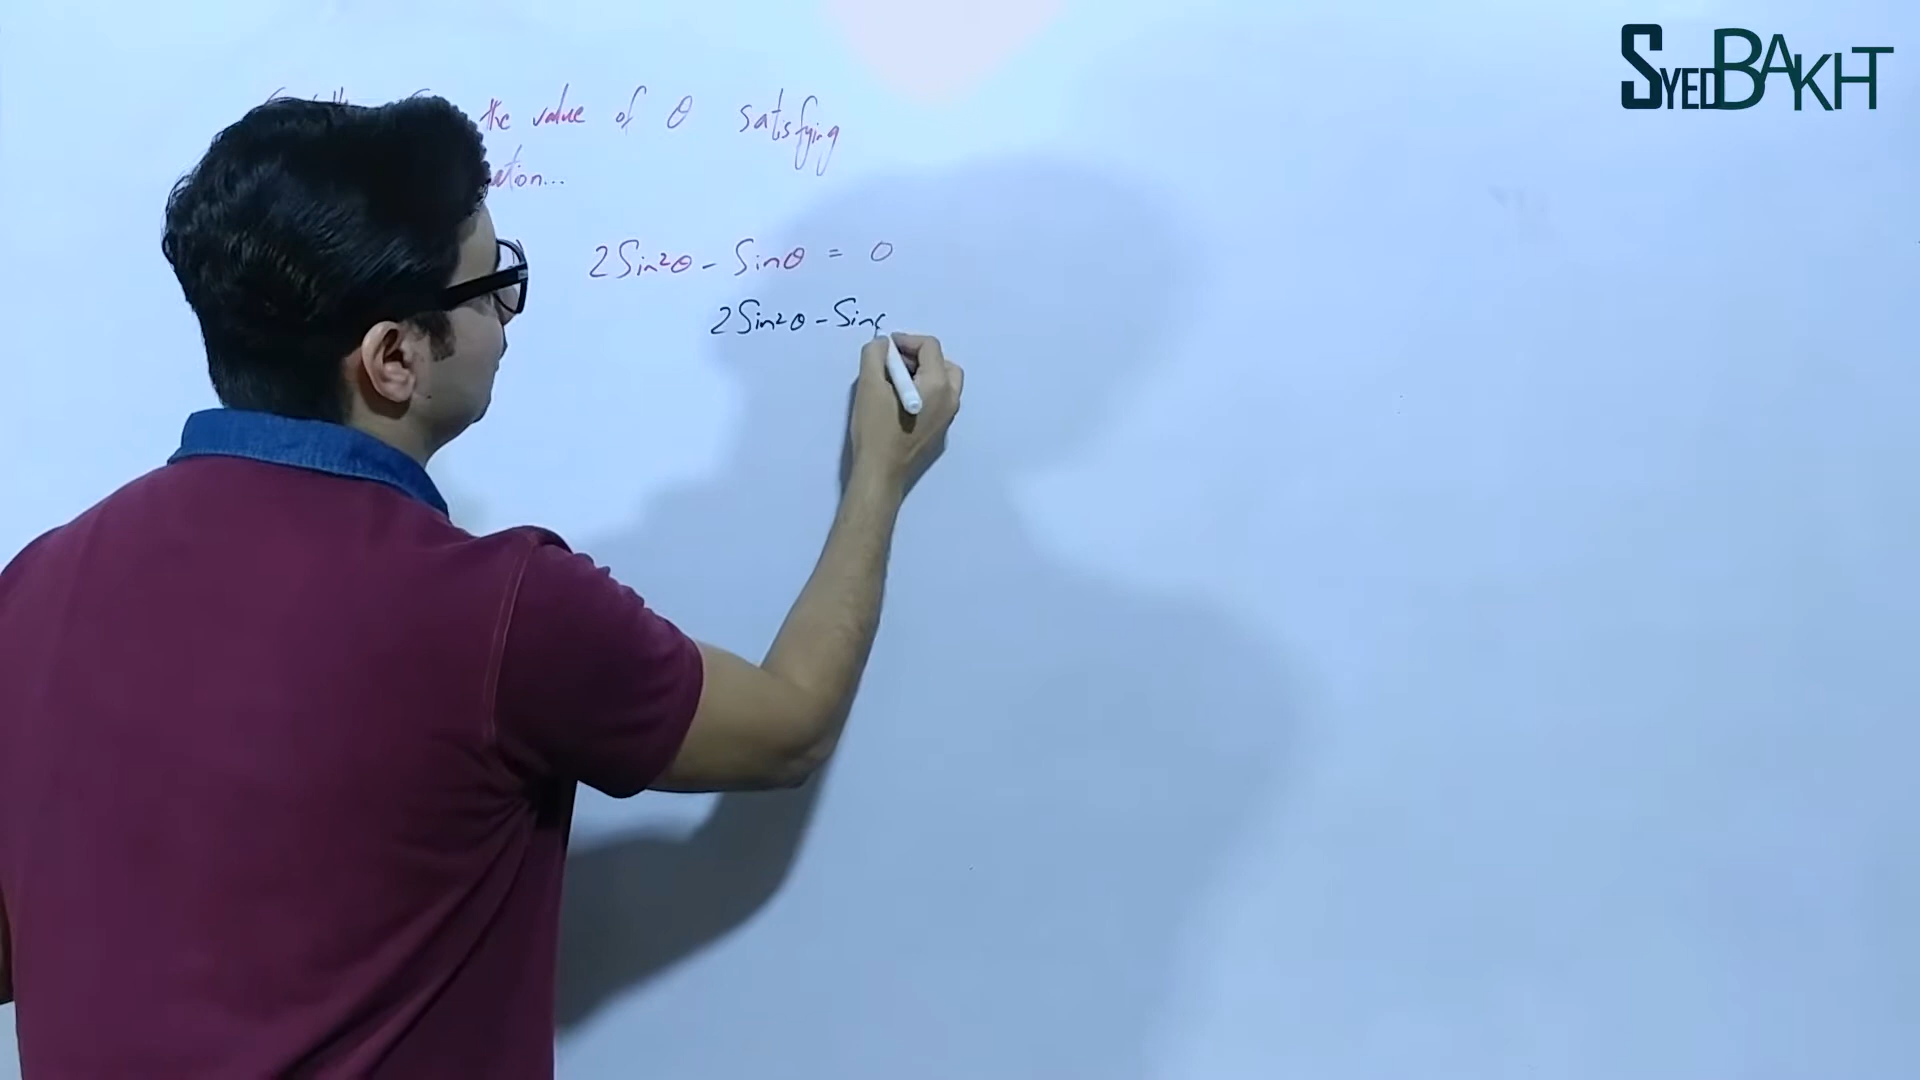 SYEDBAKHT
the value of θ satisfying
2Sin²θ - Sinθ = 0
2Sin²θ - Sin